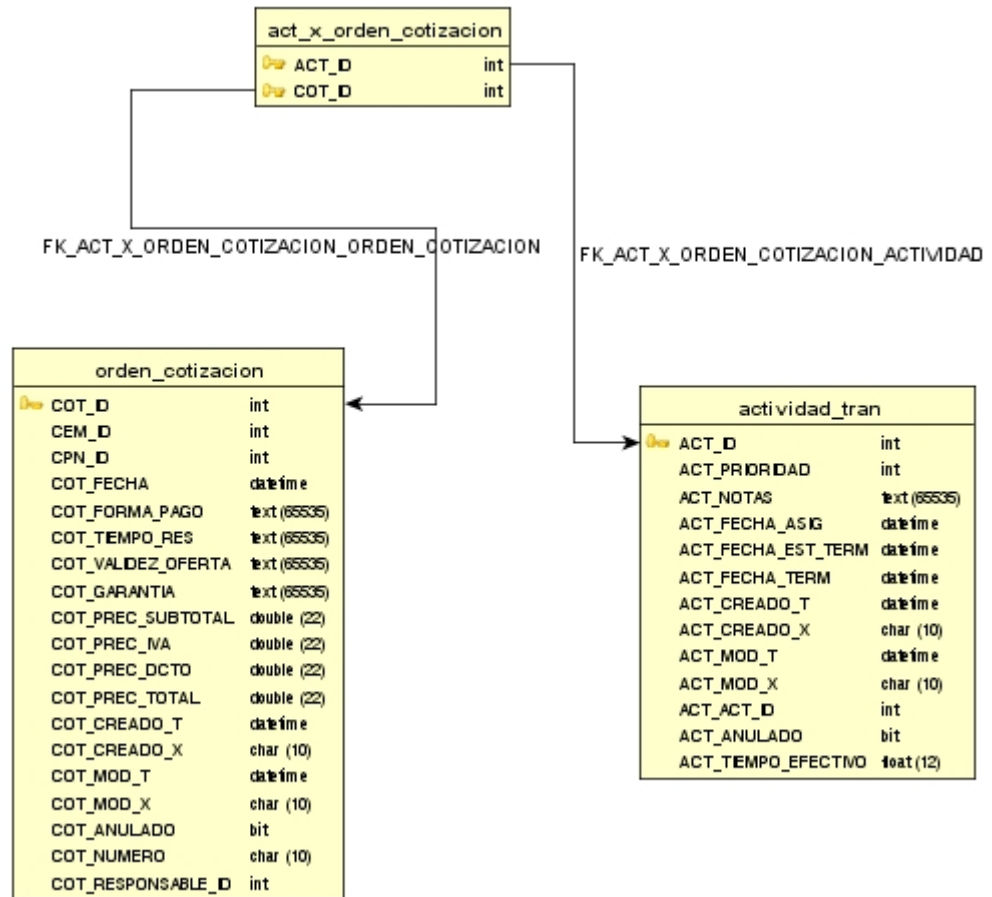 act_x_orden_cotizacion
ACT_ID int
COT_ID int
FK_ACT_X_ORDEN_COTIZACION_ORDEN_COTIZACION
FK_ACT_X_ORDEN_COTIZACION_ACTIVIDAD
orden_cotizacion
COT_ID int
CEM_ID int
CPN_ID int
COT_FECHA datetime
COT_FORMA_PAGO text (65535)
COT_TIEMPO_RES text (65535)
COT_VALIDEZ_OFERTA text (65535)
COT_GARANTIA text (65535)
COT_PREC_SUBTOTAL double (22)
COT_PREC_IVA double (22)
COT_PREC_DCTO double (22)
COT_PREC_TOTAL double (22)
COT_CREADO_T datetime
COT_CREADO_X char (10)
COT_MOD_T datetime
COT_MOD_X char (10)
COT_ANULADO bit
COT_NUMERO char (10)
COT_RESPONSABLE_ID int
actividad_tran
ACT_ID int
ACT_PRIORIDAD int
ACT_NOTAS text (65535)
ACT_FECHA_ASIG datetime
ACT_FECHA_EST_TERM datetime
ACT_FECHA_TERM datetime
ACT_CREADO_T datetime
ACT_CREADO_X char (10)
ACT_MOD_T datetime
ACT_MOD_X char (10)
ACT_ACT_ID int
ACT_ANULADO bit
ACT_TIEMPO_EFECTIVO float (12)